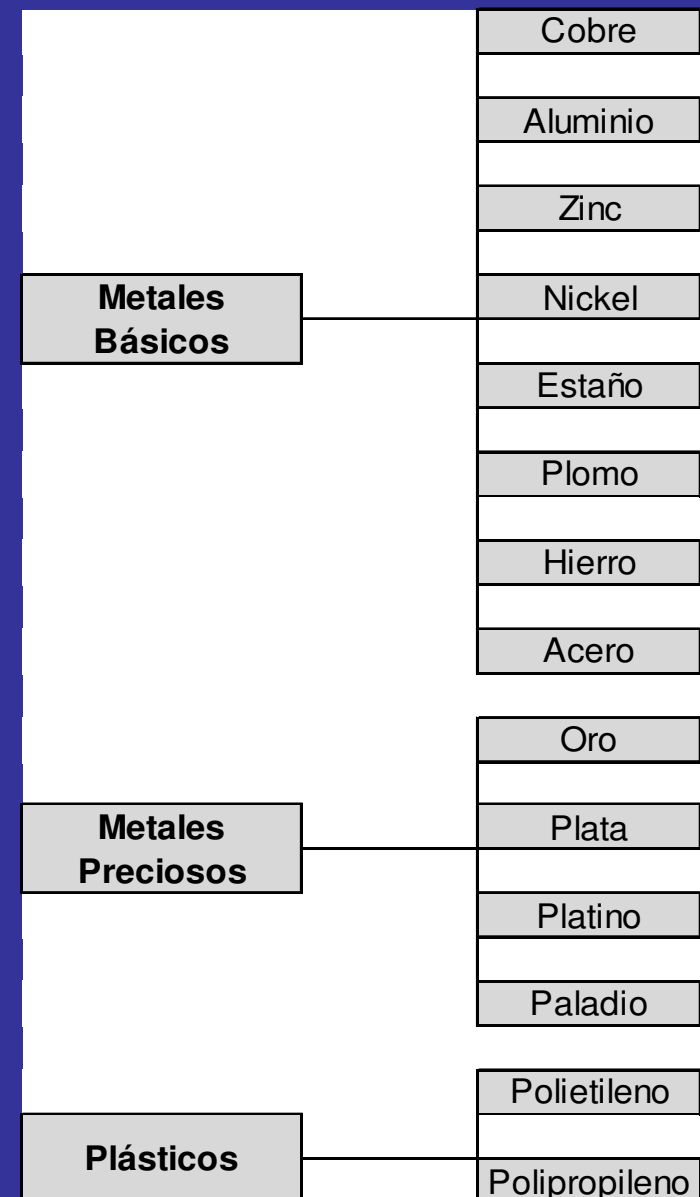 Cobre
Aluminio
Zinc
Metales
Básicos
Nickel
Estaño
Plomo
Hierro
Acero
Oro
Metales
Preciosos
Plata
Platino
Paladio
Polietileno
Plásticos
Polipropileno